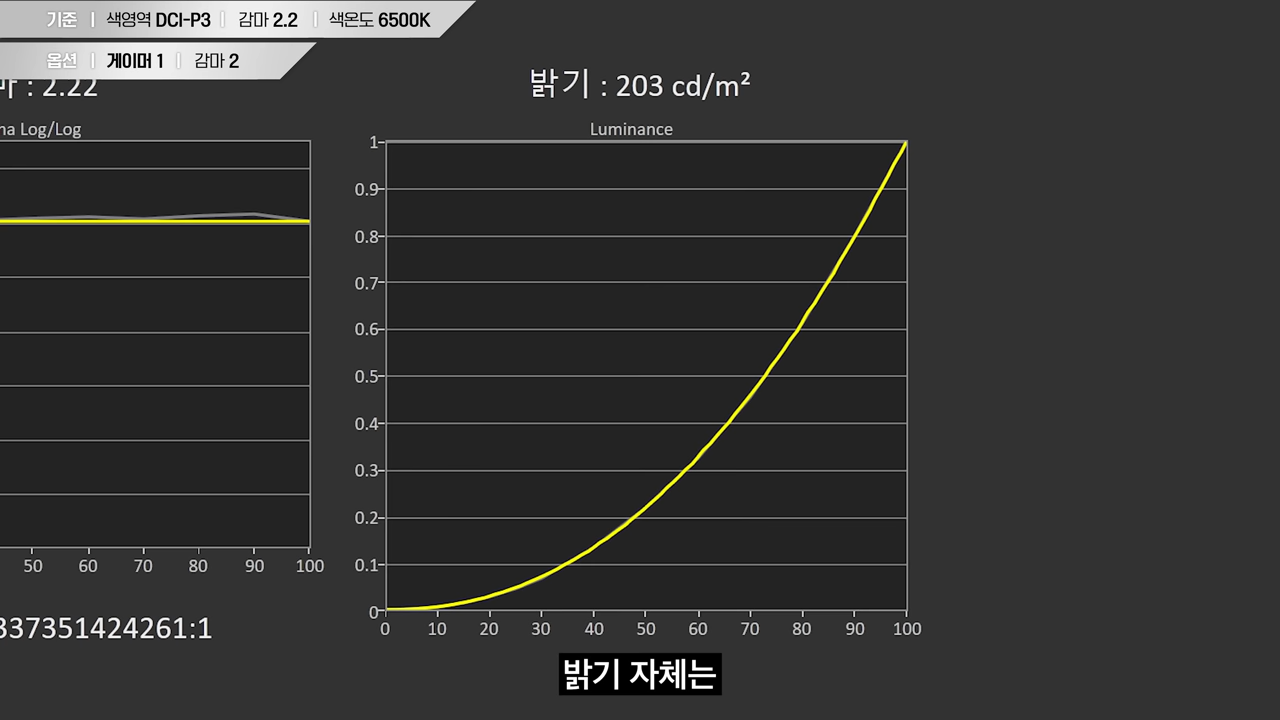 기준 | 색영역 DCI-P3 | 감마 2.2 | 색온도 6500K
옵션 | 게이머 1 | 감마 2
마 : 2.22
밝기 : 203 cd/m²
ma Log/Log
Luminance
1
0.9
0.8
0.7
0.6
0.5
0.4
0.3
0.2
0.1
0
50 60 70 80 90 100
0 10 20 30 40 50 60 70 80 90 100
337351424261:1
밝기 자체는